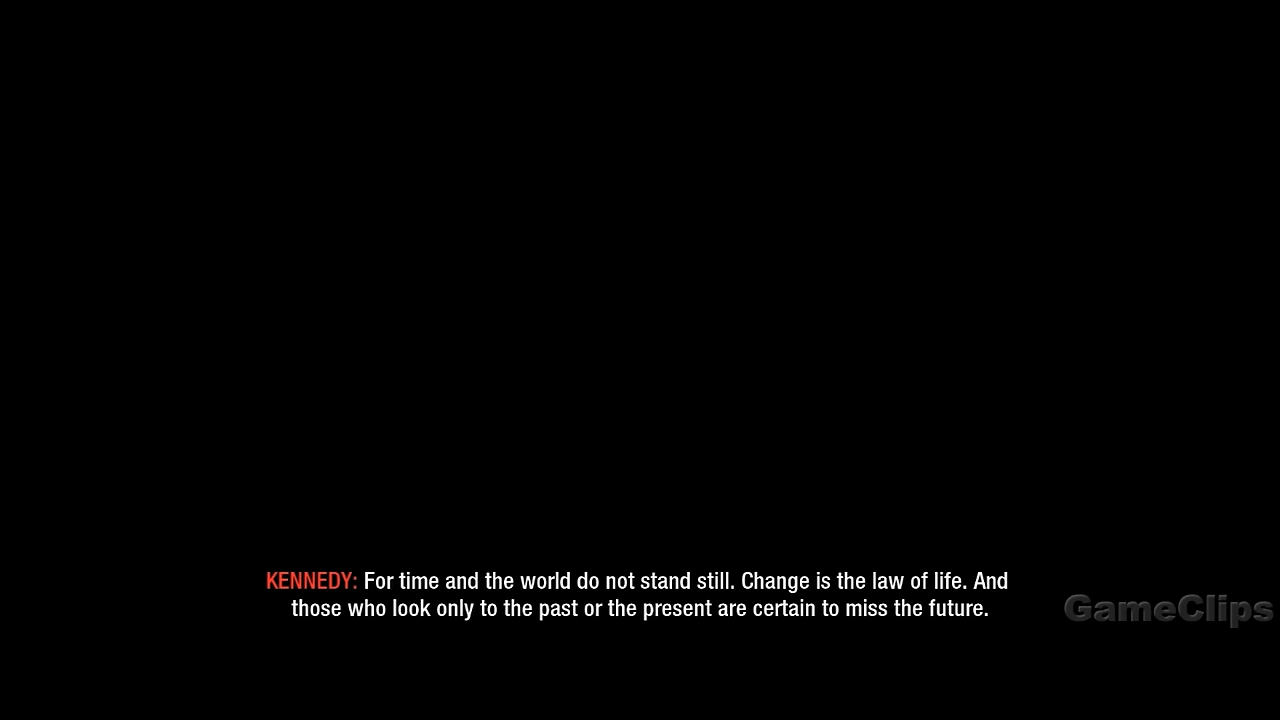 KENNEDY: For time and the world do not stand still. Change is the law of life. And
those who look only to the past or the present are certain to miss the future.
GameClips